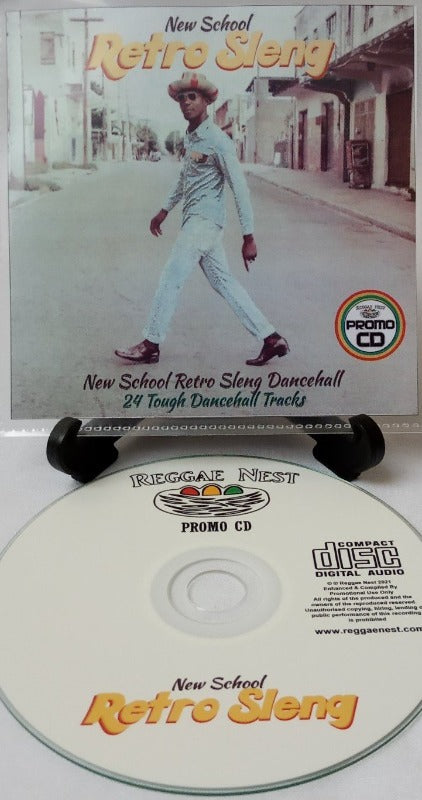 New School
Retro Sleng
REGGAE NEST
PROMO
CD
New School Retro Sleng Dancehall
24 Tough Dancehall Tracks
REGGAE NEST
PROMO CD
COMPACT
disc
DIGITAL AUDIO
© ℗ Reggae Nest 2021
Enhanced & Compiled By
Promotional Use Only
All rights of the produced and the
owners of the reproduced reserved
Unauthorised copying, hiring, lending or
public performance of this recording
is prohibited
www.reggaenest.com
New School
Retro Sleng